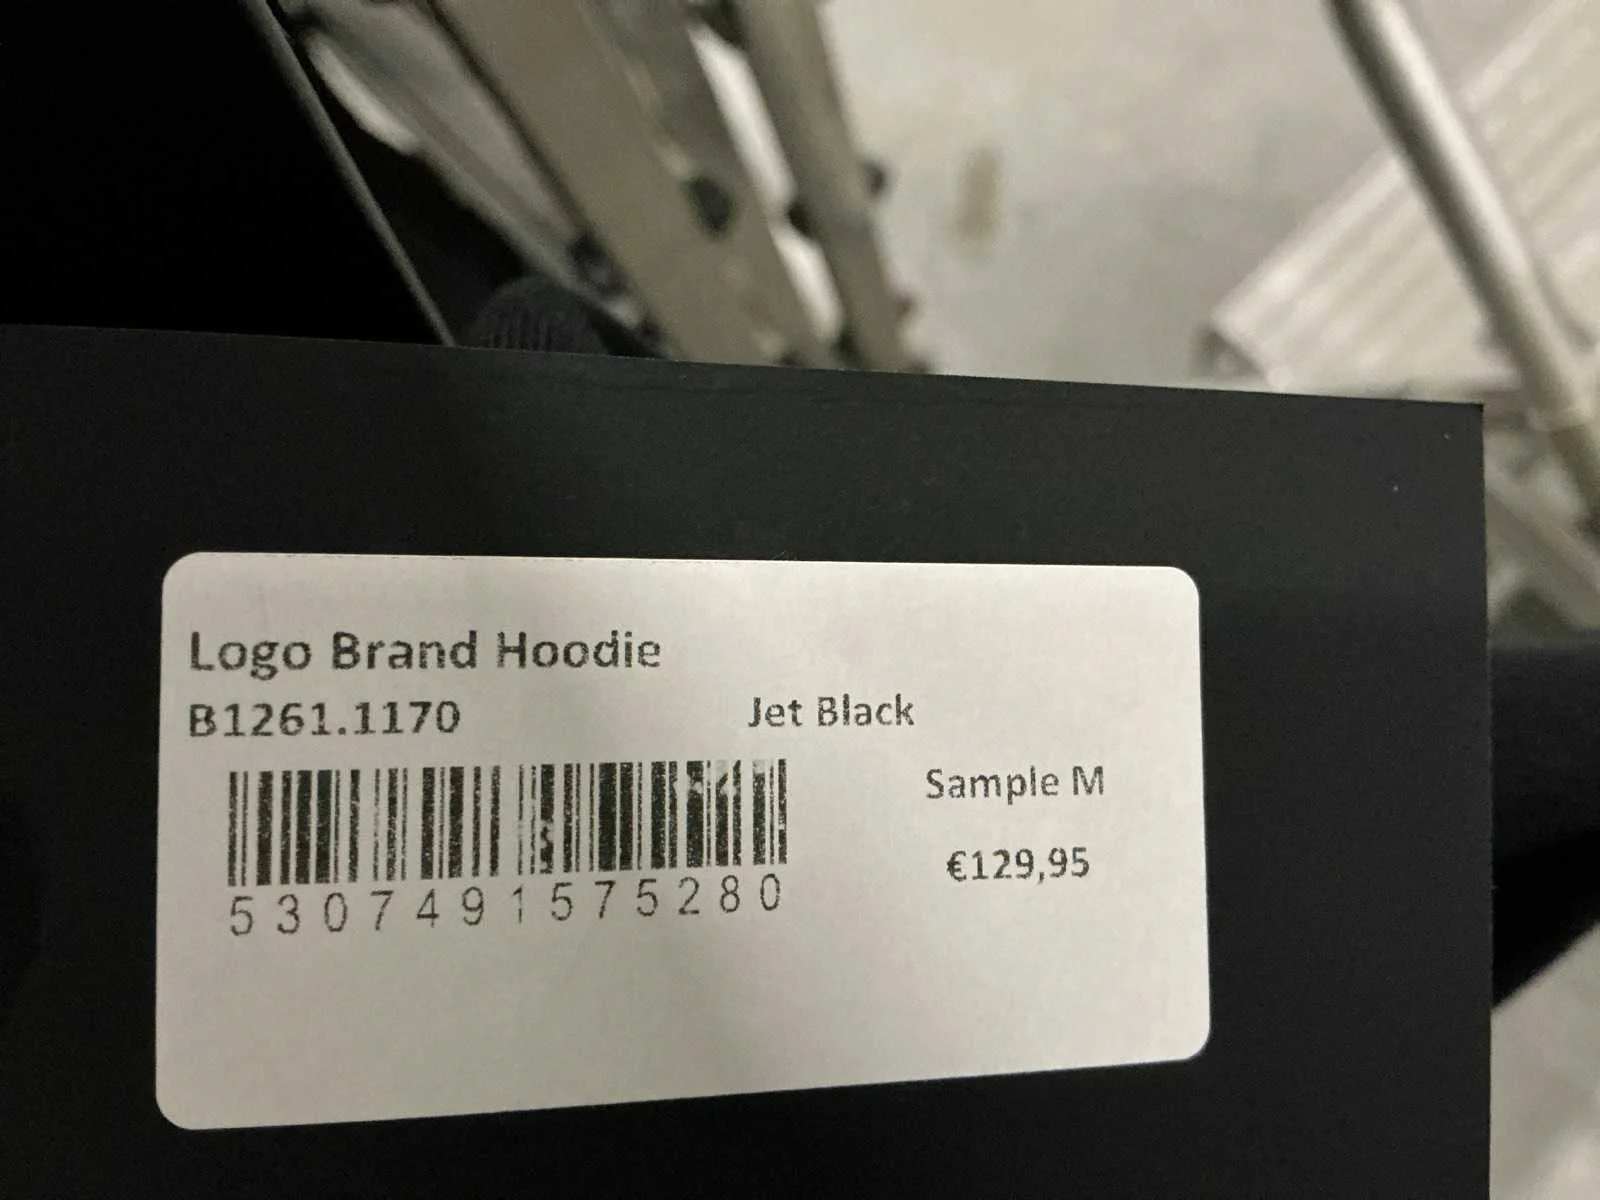 Logo Brand Hoodie
B1261.1170
Jet Black
Sample M
€129,95
5307491575280